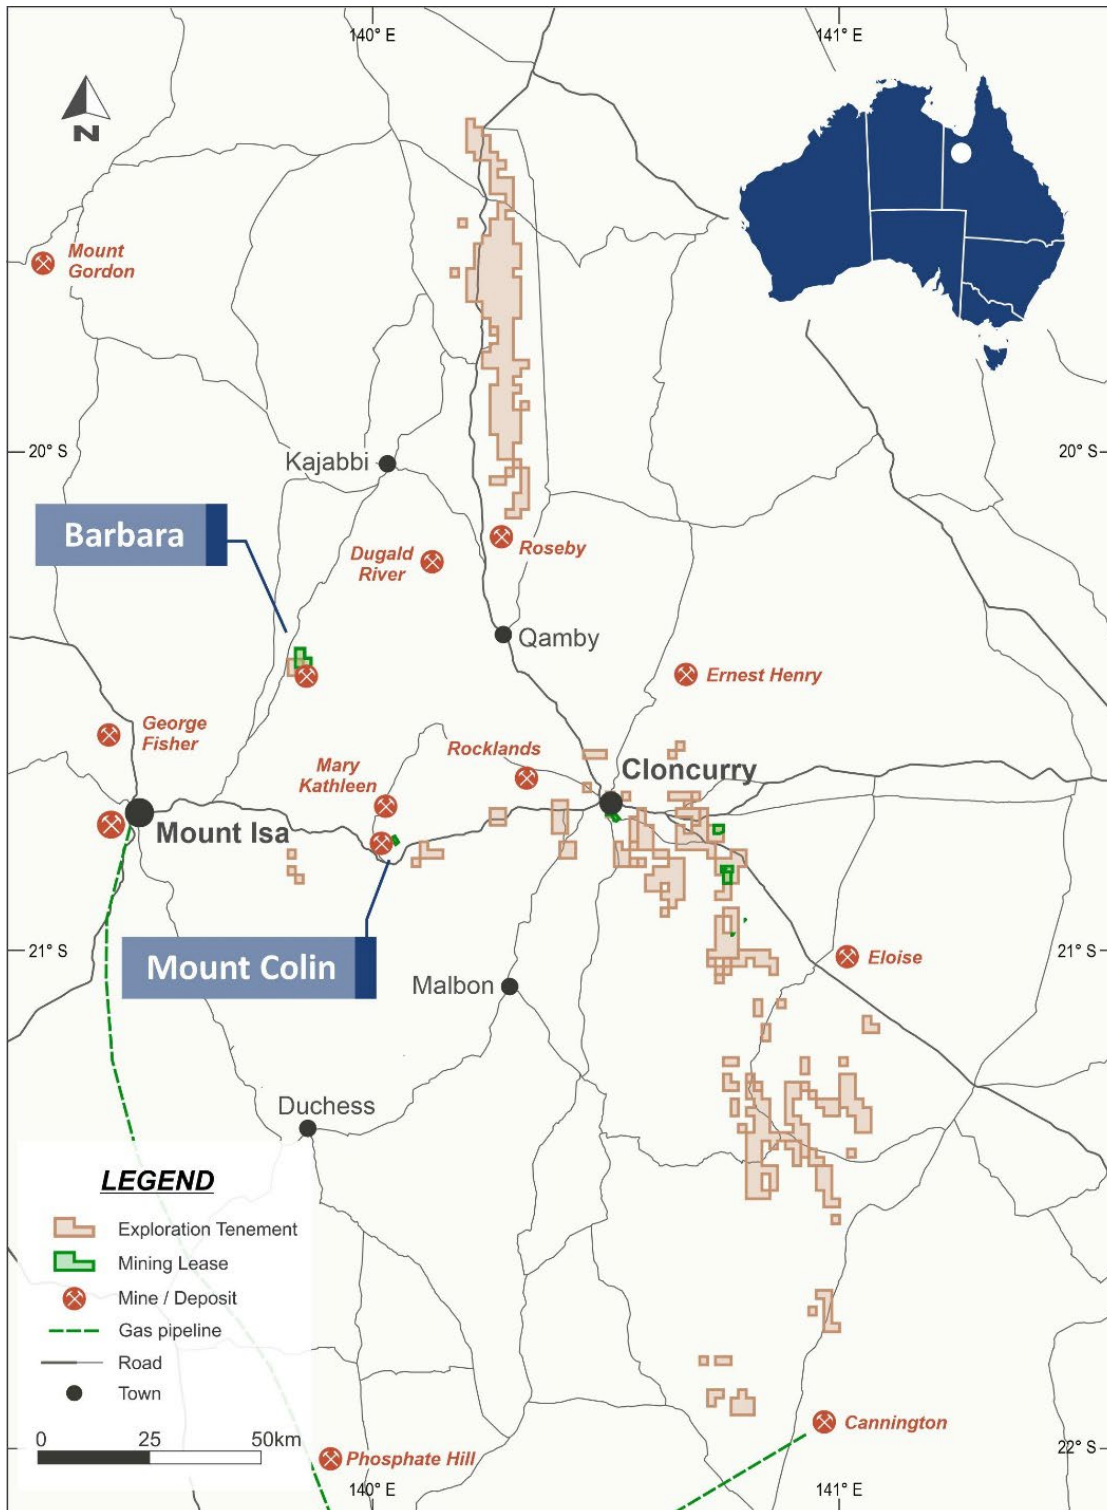 140° E
141° E
N
Mount
Gordon
20° S
20° S
Kajabbi
Barbara
Dugald
River
Roseby
Qamby
Ernest Henry
George
Fisher
Rocklands
Mary
Kathleen
Cloncurry
Mount Isa
21° S
21° S
Mount Colin
Eloise
Malbon
Duchess
LEGEND
Exploration Tenement
Mining Lease
Mine / Deposit
Gas pipeline
Road
Town
0 25 50km
Cannington
Phosphate Hill
22° S
140° E
141° E